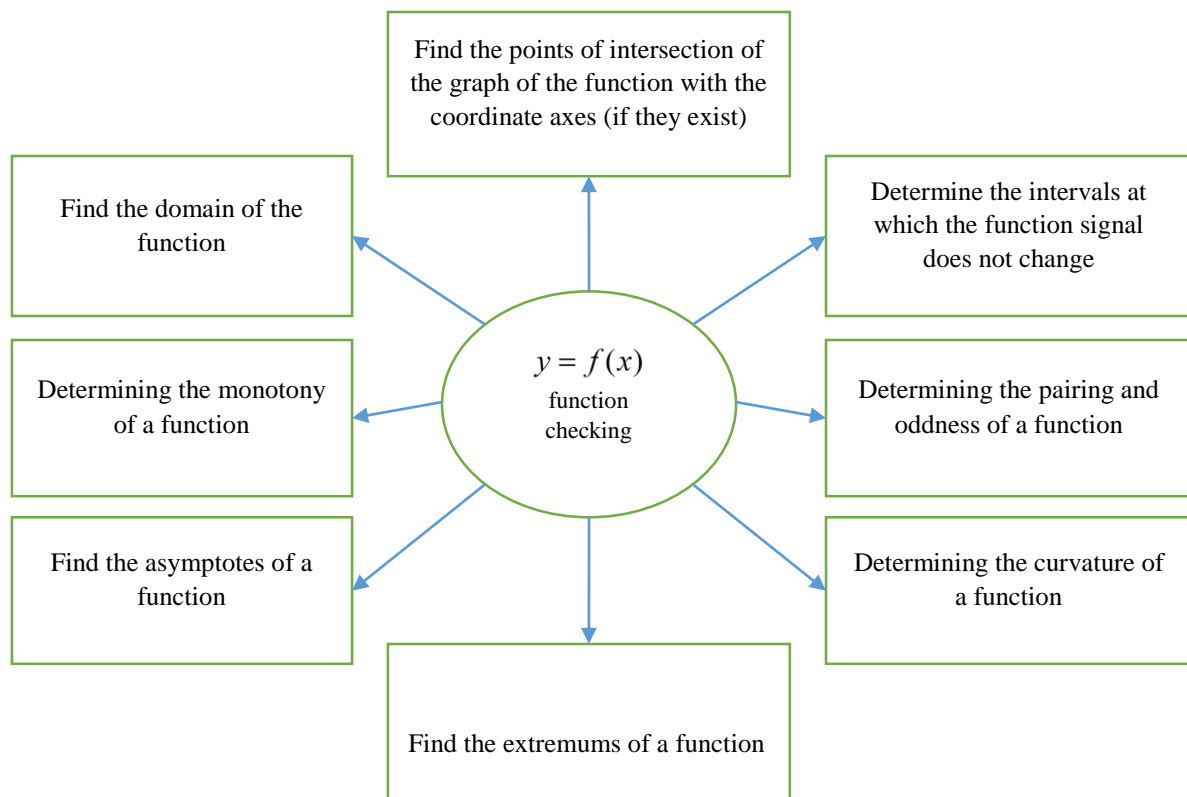 Find the points of intersection of
the graph of the function with the
coordinate axes (if they exist)
Find the domain of the
function
Determine the intervals at
which the function signal
does not change
y = f(x)
function
checking
Determining the monotony
of a function
Determining the pairing and
oddness of a function
Find the asymptotes of a
function
Determining the curvature of
a function
Find the extremums of a function